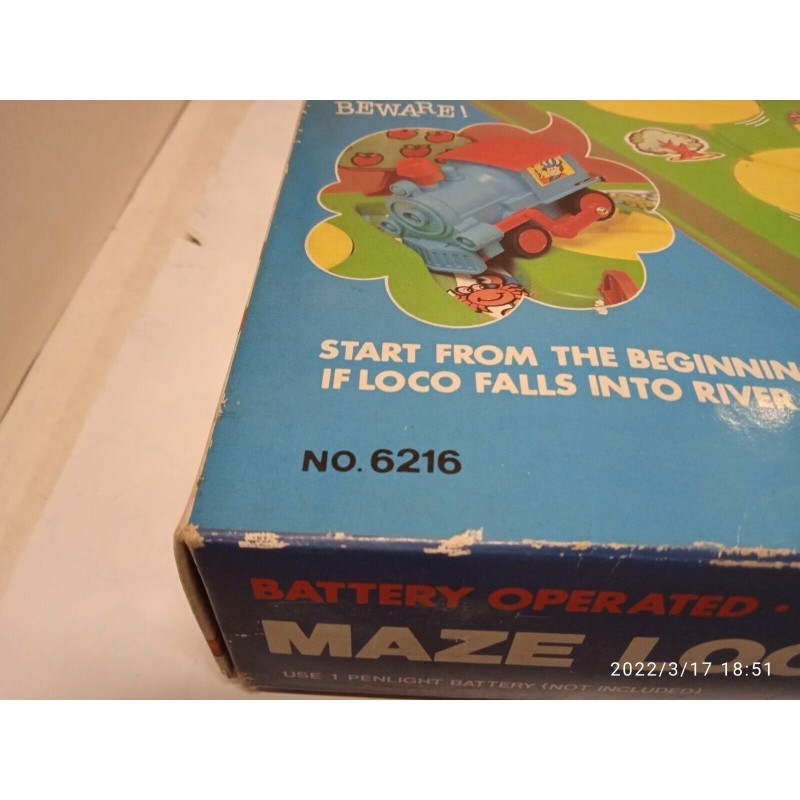 BEWARE!
START FROM THE BEGINNIN
IF LOCO FALLS INTO RIVER
NO. 6216
BATTERY OPERATED •
MAZE LOC
USE 1 PENLIGHT BATTERY (NOT INCLUDED)
2022/3/17 18:51